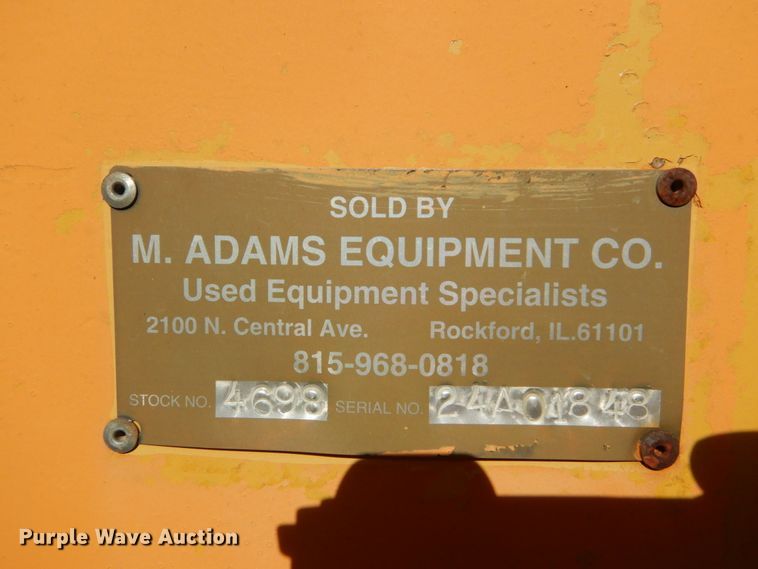 SOLD BY
M. ADAMS EQUIPMENT CO.
Used Equipment Specialists
2100 N. Central Ave. Rockford, IL.61101
815-968-0818
STOCK NO. 4698 SERIAL NO. 24A01848
Purple Wave Auction